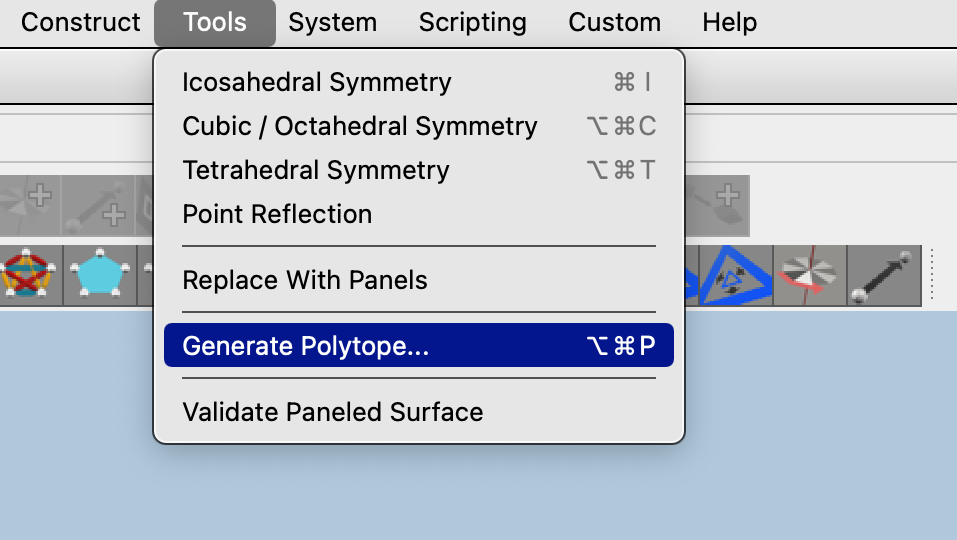 Construct Tools System Scripting Custom Help
Icosahedral Symmetry ⌘ I
Cubic / Octahedral Symmetry ⌥⌘C
Tetrahedral Symmetry ⌥⌘T
Point Reflection
Replace With Panels
Generate Polytope... ⌥⌘P
Validate Paneled Surface